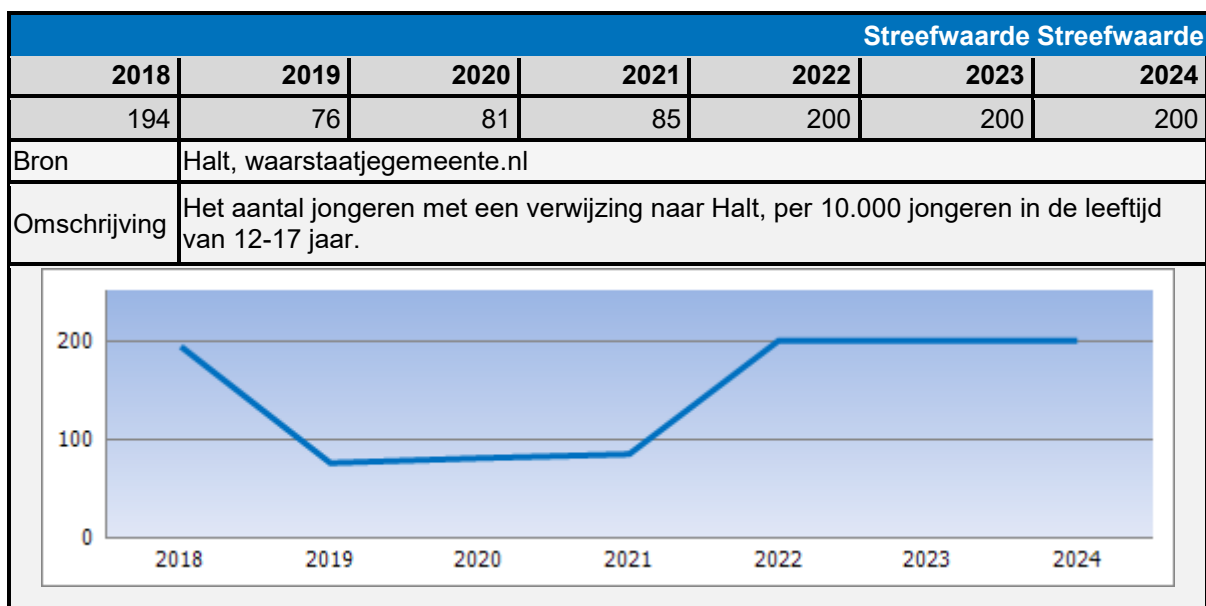 Streefwaarde Streefwaarde
2018 2019 2020 2021 2022 2023 2024
194 76 81 85 200 200 200
Bron Halt, waarstaatjegemeente.nl
Omschrijving Het aantal jongeren met een verwijzing naar Halt, per 10.000 jongeren in de leeftijd
van 12-17 jaar.
200
100
0
2018 2019 2020 2021 2022 2023 2024